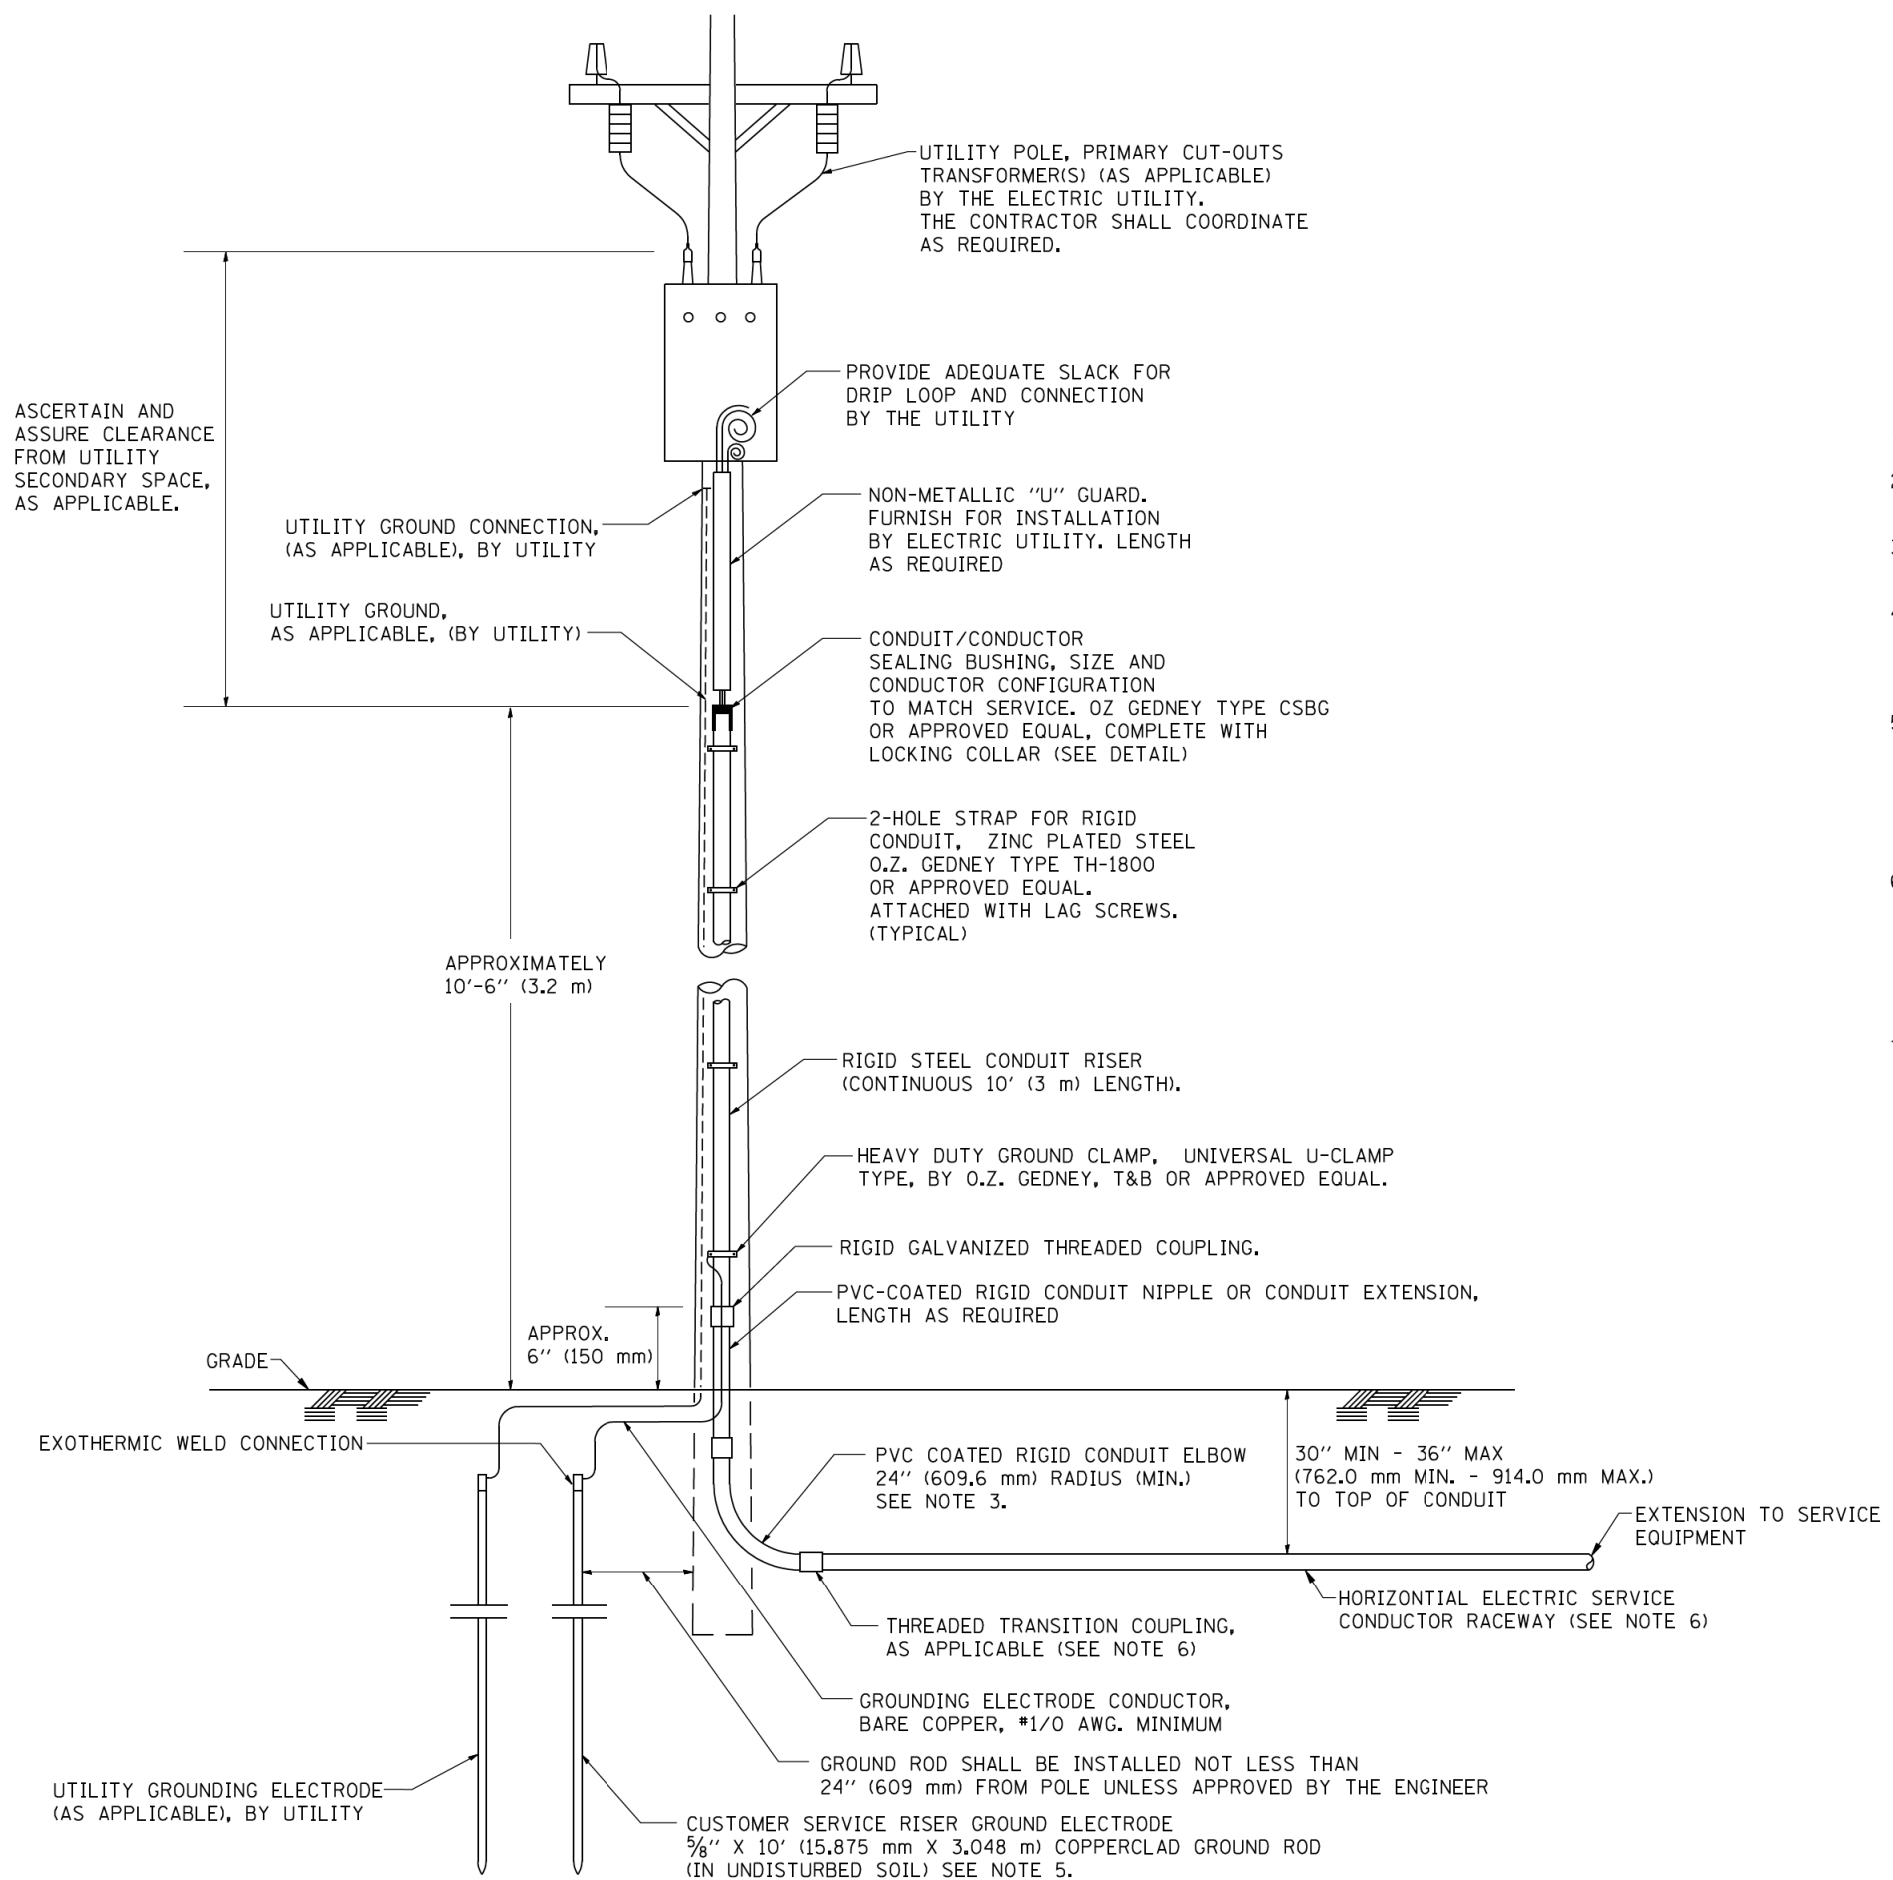 UTILITY POLE, PRIMARY CUT-OUTS
TRANSFORMER(S) (AS APPLICABLE)
BY THE ELECTRIC UTILITY.
THE CONTRACTOR SHALL COORDINATE
AS REQUIRED.
PROVIDE ADEQUATE SLACK FOR
DRIP LOOP AND CONNECTION
BY THE UTILITY
ASCERTAIN AND
ASSURE CLEARANCE
FROM UTILITY
SECONDARY SPACE,
AS APPLICABLE.
NON-METALLIC "U" GUARD.
FURNISH FOR INSTALLATION
BY ELECTRIC UTILITY. LENGTH
AS REQUIRED
UTILITY GROUND CONNECTION,
(AS APPLICABLE), BY UTILITY
UTILITY GROUND,
AS APPLICABLE, (BY UTILITY)
CONDUIT/CONDUCTOR
SEALING BUSHING, SIZE AND
CONDUCTOR CONFIGURATION
TO MATCH SERVICE. OZ GEDNEY TYPE CSBG
OR APPROVED EQUAL, COMPLETE WITH
LOCKING COLLAR (SEE DETAIL)
2-HOLE STRAP FOR RIGID
CONDUIT, ZINC PLATED STEEL
O.Z. GEDNEY TYPE TH-1800
OR APPROVED EQUAL.
ATTACHED WITH LAG SCREWS.
(TYPICAL)
APPROXIMATELY
10'-6'' (3.2 m)
RIGID STEEL CONDUIT RISER
(CONTINUOUS 10' (3 m) LENGTH).
HEAVY DUTY GROUND CLAMP, UNIVERSAL U-CLAMP
TYPE, BY O.Z. GEDNEY, T&B OR APPROVED EQUAL.
RIGID GALVANIZED THREADED COUPLING.
PVC-COATED RIGID CONDUIT NIPPLE OR CONDUIT EXTENSION,
LENGTH AS REQUIRED
APPROX.
6'' (150 mm)
GRADE
EXOTHERMIC WELD CONNECTION
PVC COATED RIGID CONDUIT ELBOW
24'' (609.6 mm) RADIUS (MIN.)
SEE NOTE 3.
30'' MIN - 36'' MAX
(762.0 mm MIN. - 914.0 mm MAX.)
TO TOP OF CONDUIT
EXTENSION TO SERVICE
EQUIPMENT
HORIZONTIAL ELECTRIC SERVICE
CONDUCTOR RACEWAY (SEE NOTE 6)
THREADED TRANSITION COUPLING,
AS APPLICABLE (SEE NOTE 6)
GROUNDING ELECTRODE CONDUCTOR,
BARE COPPER, #1/0 AWG. MINIMUM
GROUND ROD SHALL BE INSTALLED NOT LESS THAN
24'' (609 mm) FROM POLE UNLESS APPROVED BY THE ENGINEER
UTILITY GROUNDING ELECTRODE
(AS APPLICABLE), BY UTILITY
CUSTOMER SERVICE RISER GROUND ELECTRODE
⅝'' X 10' (15.875 mm X 3.048 m) COPPERCLAD GROUND ROD
(IN UNDISTURBED SOIL) SEE NOTE 5.